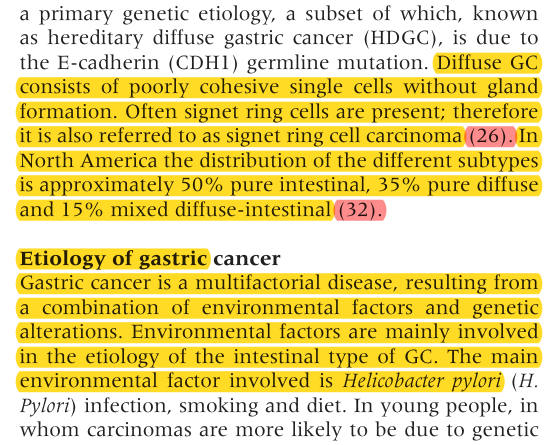 a primary genetic etiology, a subset of which, known
as hereditary diffuse gastric cancer (HDGC), is due to
the E-cadherin (CDH1) germline mutation. Diffuse GC
consists of poorly cohesive single cells without gland
formation. Often signet ring cells are present; therefore
it is also referred to as signet ring cell carcinoma (26). In
North America the distribution of the different subtypes
is approximately 50% pure intestinal, 35% pure diffuse
and 15% mixed diffuse-intestinal (32).
Etiology of gastric cancer
Gastric cancer is a multifactorial disease, resulting from
a combination of environmental factors and genetic
alterations. Environmental factors are mainly involved
in the etiology of the intestinal type of GC. The main
environmental factor involved is Helicobacter pylori (H.
Pylori) infection, smoking and diet. In young people, in
whom carcinomas are more likely to be due to genetic